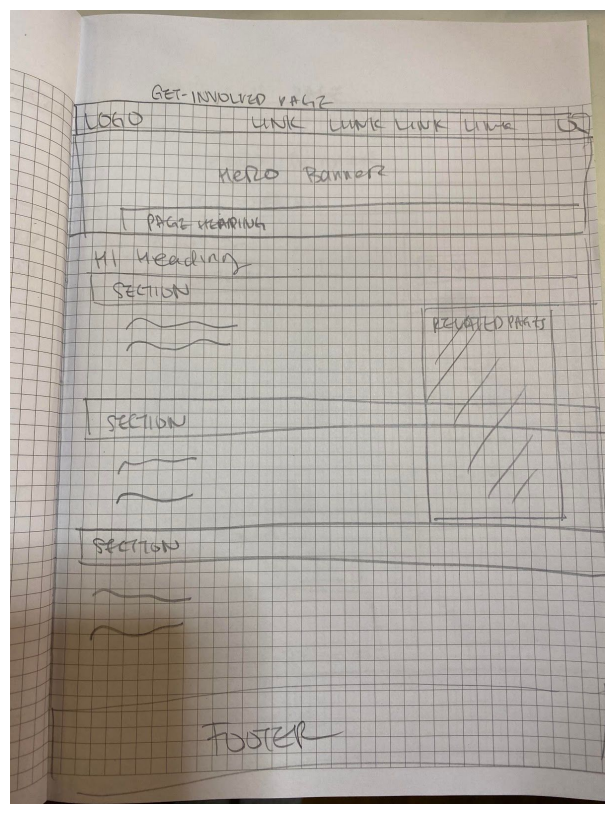 GET-INVOLVED PAGE
LOGO LINK LINK LINK LINK
Hero Banner
PAGE HEADING
H1 Heading
SECTION
RELATED PAGES
SECTION
SECTION
FOOTER